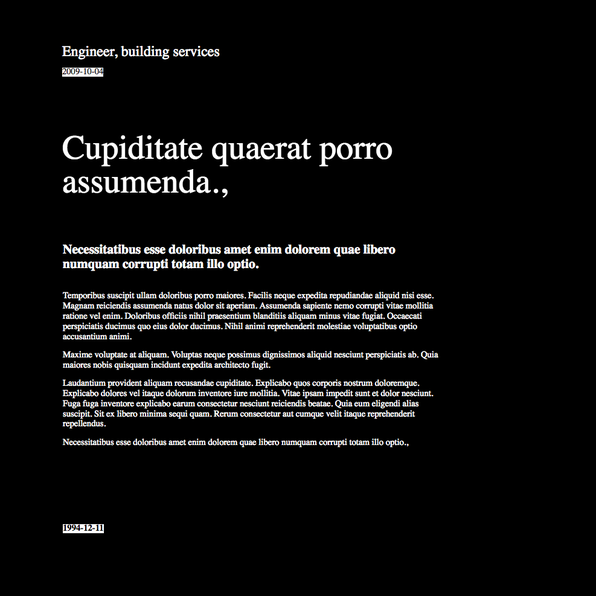 Engineer, building services
2009-10-04
Cupiditate quaerat porro
assumenda.,
Necessitatibus esse doloribus amet enim dolorem quae libero
numquam corrupti totam illo optio.
Temporibus suscipit ullam doloribus porro maiores. Facilis neque expedita repudiandae aliquid nisi esse.
Magnam reiciendis assumenda natus dolor sit aperiam. Assumenda sapiente nemo corrupti vitae mollitia
ratione vel enim. Doloribus officiis nihil praesentium blanditiis aliquam minus vitae fugiat. Occaecati
perspiciatis ducimus quo eius dolor ducimus. Nihil animi reprehenderit molestiae voluptatibus optio
accusantium animi.
Maxime voluptate at aliquam. Voluptas neque possimus dignissimos aliquid nesciunt perspiciatis ab. Quia
maiores nobis quisquam incidunt expedita architecto fugit.
Laudantium provident aliquam recusandae cupiditate. Explicabo quos corporis nostrum doloremque.
Explicabo dolores vel itaque dolorum inventore iure mollitia. Vitae ipsam impedit sunt et dolor nesciunt.
Fuga fuga inventore explicabo earum consectetur nesciunt reiciendis beatae. Quia eum eligendi alias
suscipit. Sit ex libero minima sequi quam. Rerum consectetur aut cumque velit itaque reprehenderit
repellendus.
Necessitatibus esse doloribus amet enim dolorem quae libero numquam corrupti totam illo optio.,
1994-12-11